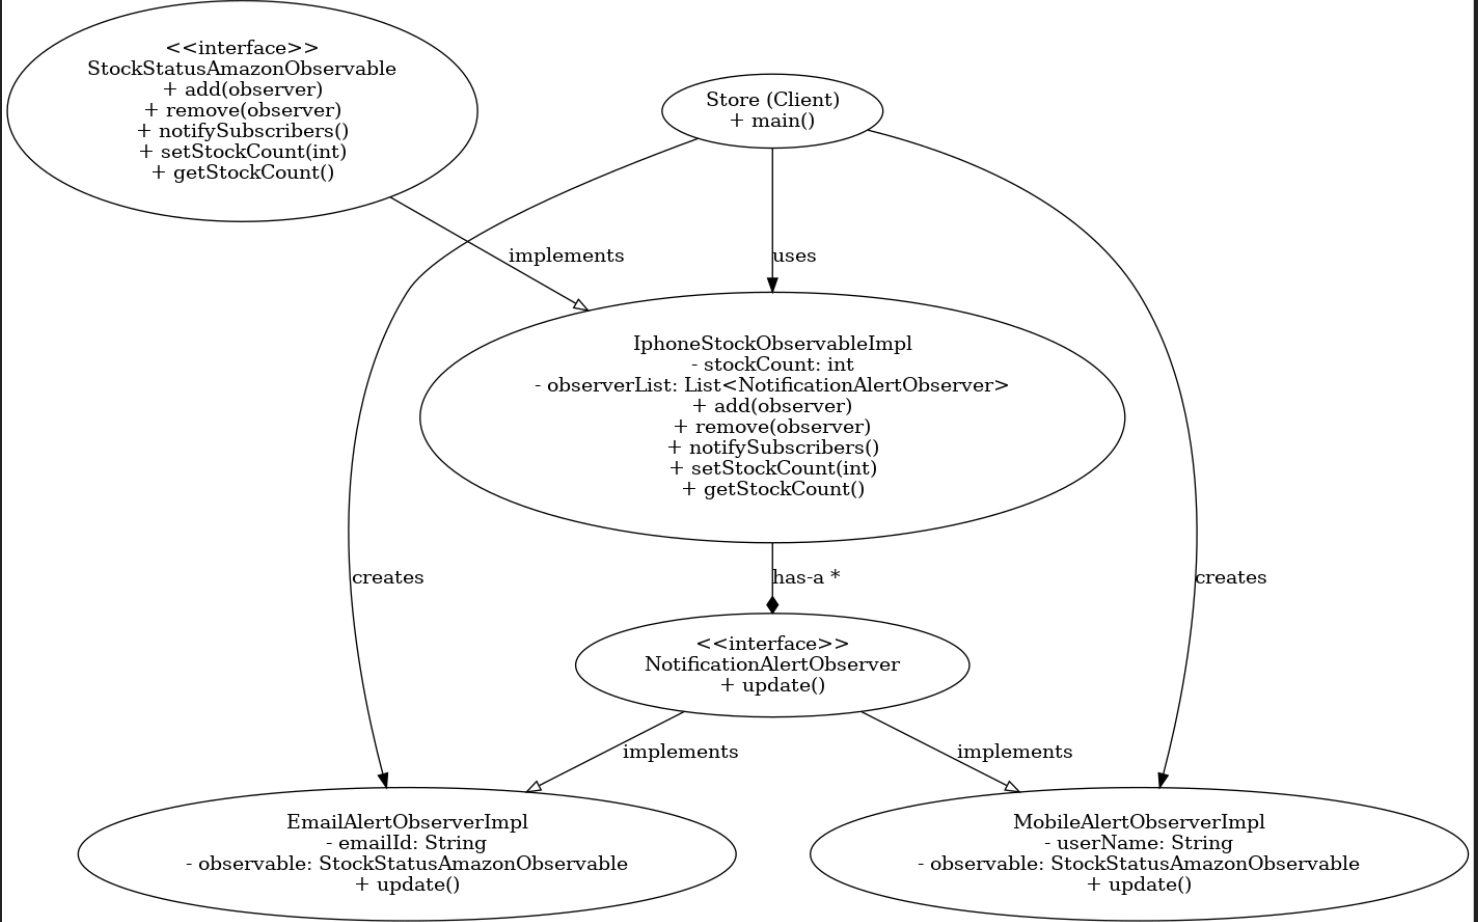 <<interface>>
StockStatusAmazonObservable
+ add(observer)
+ remove(observer)
+ notifySubscribers()
+ setStockCount(int)
+ getStockCount()
Store (Client)
+ main()
implements
uses
IphoneStockObservableImpl
- stockCount: int
- observerList: List<NotificationAlertObserver>
+ add(observer)
+ remove(observer)
+ notifySubscribers()
+ setStockCount(int)
+ getStockCount()
creates
has-a *
creates
<<interface>>
NotificationAlertObserver
+ update()
implements
implements
EmailAlertObserverImpl
- emailId: String
- observable: StockStatusAmazonObservable
+ update()
MobileAlertObserverImpl
- userName: String
- observable: StockStatusAmazonObservable
+ update()